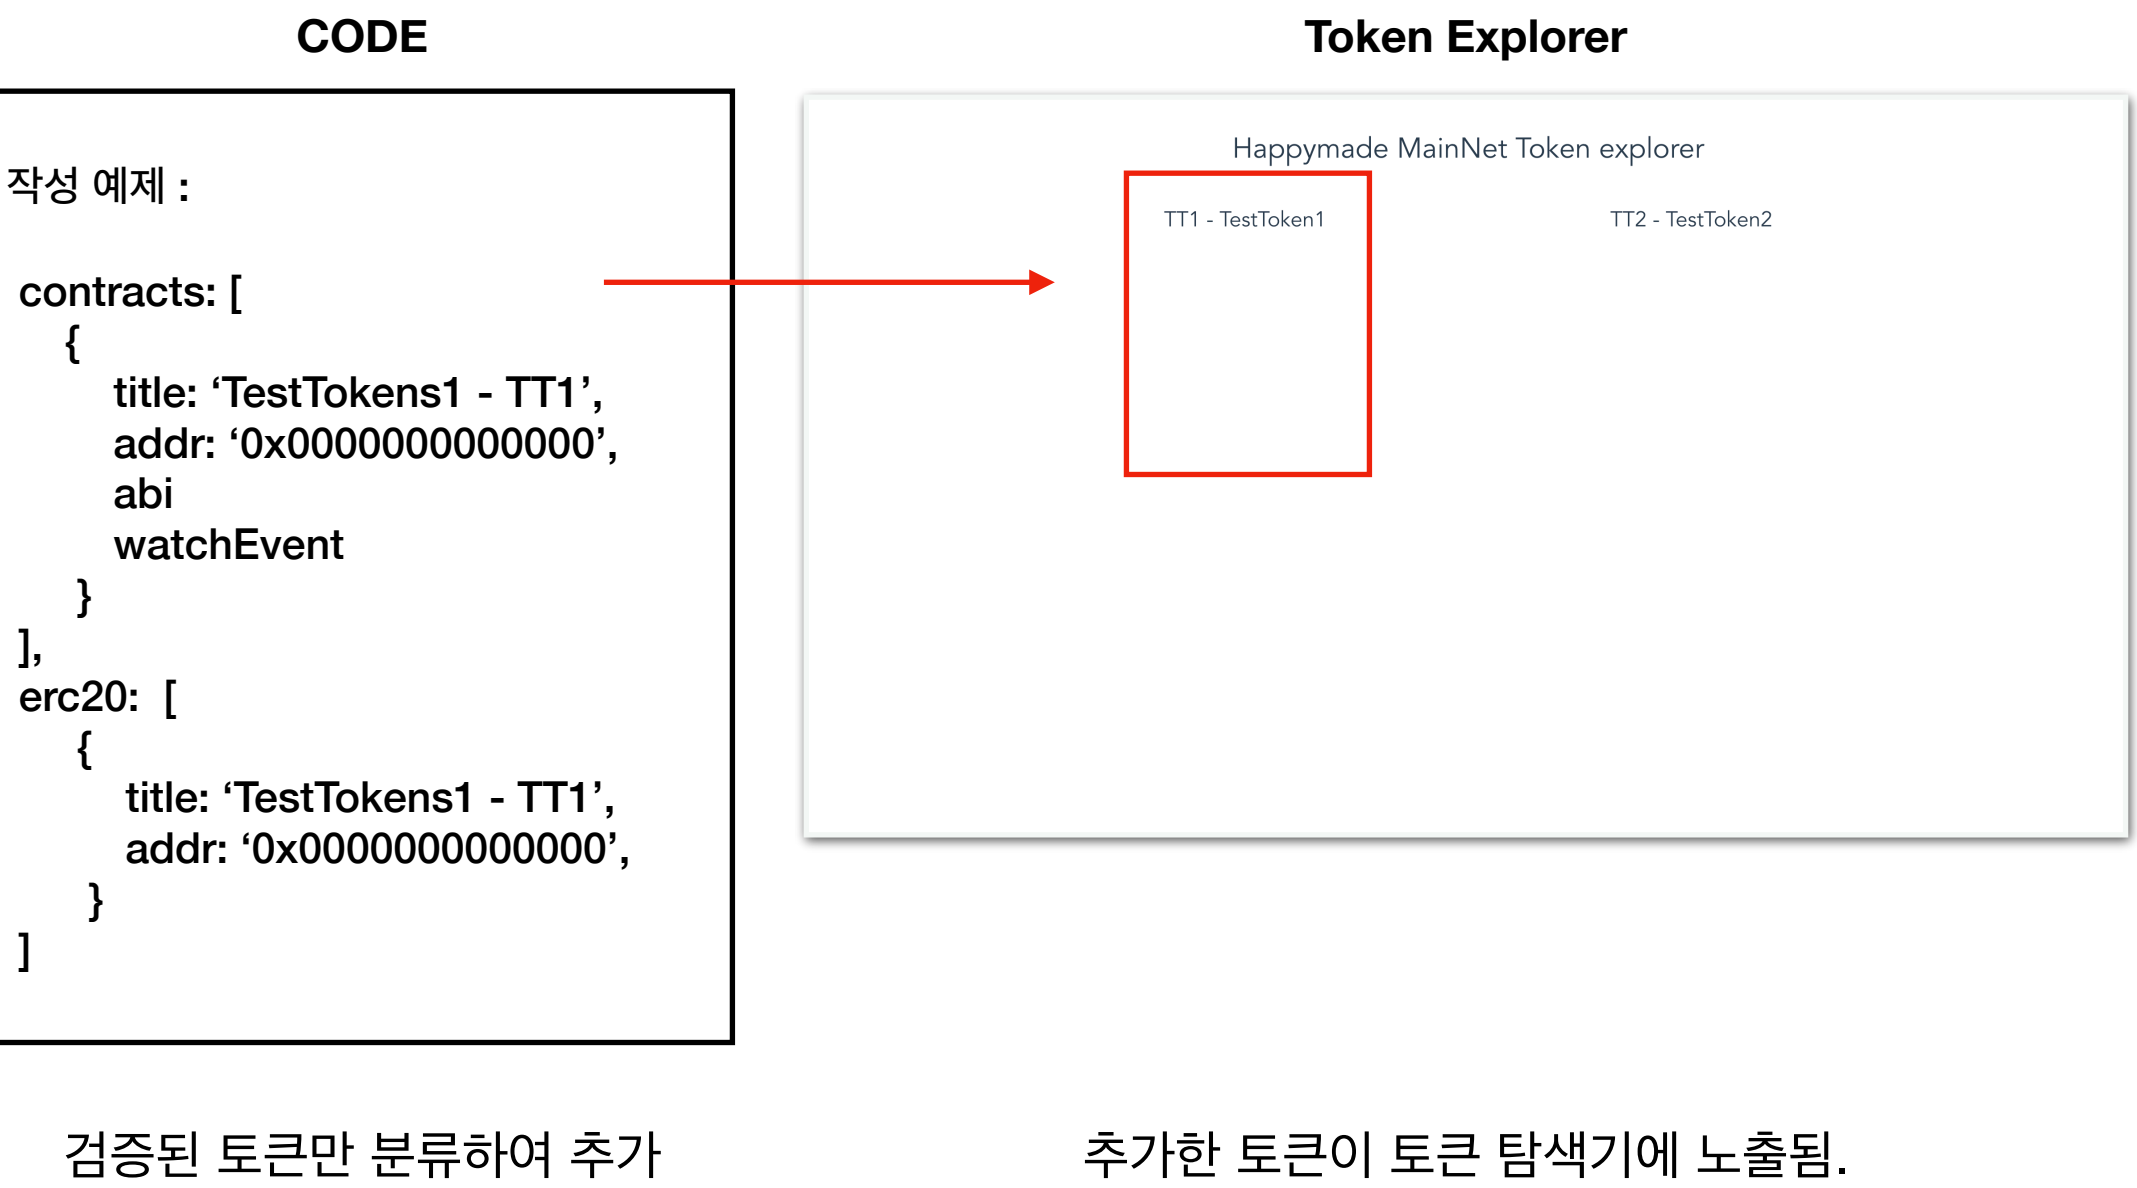 CODE
작성 예제 :
contracts: [
{
title: ‘TestTokens1 - TT1’,
addr: ‘0x0000000000000’,
abi
watchEvent
}
],
erc20:  [
{
title: ‘TestTokens1 - TT1’,
addr: ‘0x0000000000000’,
}
]
검증된 토큰만 분류하여 추가
Token Explorer
Happymade MainNet Token explorer
TT1 - TestToken1
TT2 - TestToken2
추가한 토큰이 토큰 탐색기에 노출됨.